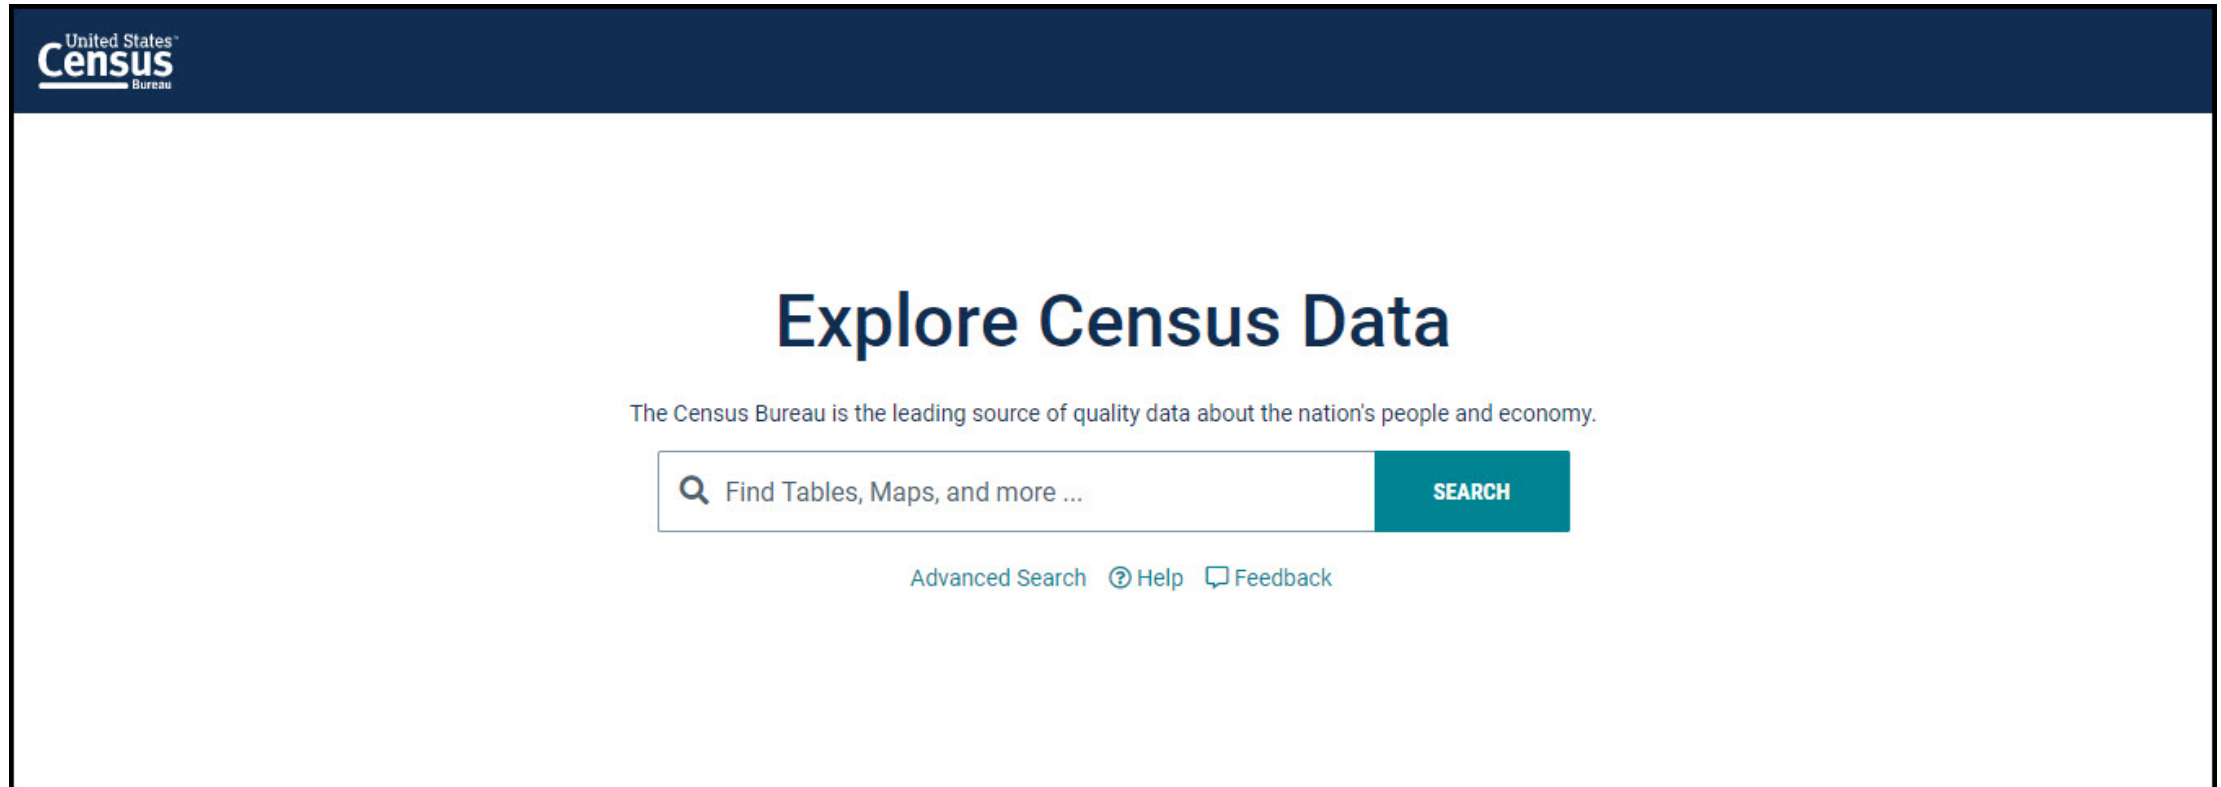 United States™
Census
Bureau
Explore Census Data
The Census Bureau is the leading source of quality data about the nation's people and economy.
Find Tables, Maps, and more ...
SEARCH
Advanced Search Help Feedback